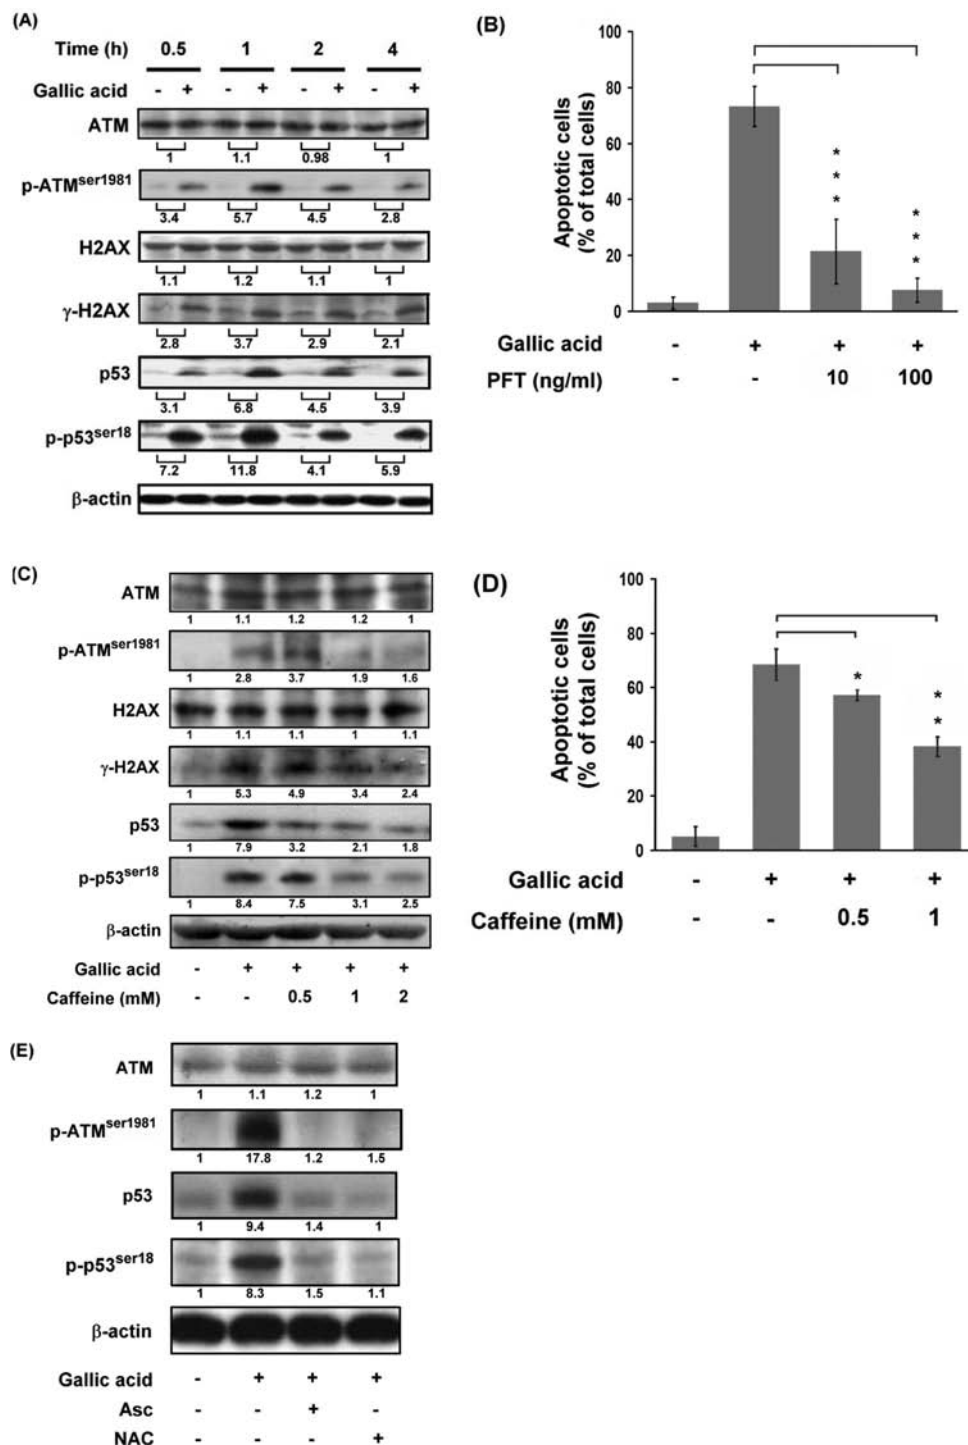 (A)
Time (h) 0.5 1 2 4
Gallic acid - + - + - + - +
ATM
1 1.1 0.98 1
p-ATMser1981
3.4 5.7 4.5 2.8
H2AX
1.1 1.2 1.1 1
γ-H2AX
2.8 3.7 2.9 2.1
p53
3.1 6.8 4.5 3.9
p-p53ser18
7.2 11.8 4.1 5.9
β-actin
(B)
Apoptotic cells
(% of total cells)
100
80
60
40
20
0
* * *
* * *
Gallic acid - + + +
PFT (ng/ml) - - 10 100
(C)
ATM
1 1.1 1.2 1.2 1
p-ATMser1981
1 2.8 3.7 1.9 1.6
H2AX
1 1.1 1.1 1 1.1
γ-H2AX
1 5.3 4.9 3.4 2.4
p53
1 7.9 3.2 2.1 1.8
p-p53ser18
1 8.4 7.5 3.1 2.5
β-actin
Gallic acid - + + + +
Caffeine (mM) - - 0.5 1 2
(D)
Apoptotic cells
(% of total cells)
100
80
60
40
20
0
*
* *
Gallic acid - + + +
Caffeine (mM) - - 0.5 1
(E)
ATM
1 1.1 1.2 1
p-ATMser1981
1 17.8 1.2 1.5
p53
1 9.4 1.4 1
p-p53ser18
1 8.3 1.5 1.1
β-actin
Gallic acid - + + +
Asc - - + -
NAC - - - +